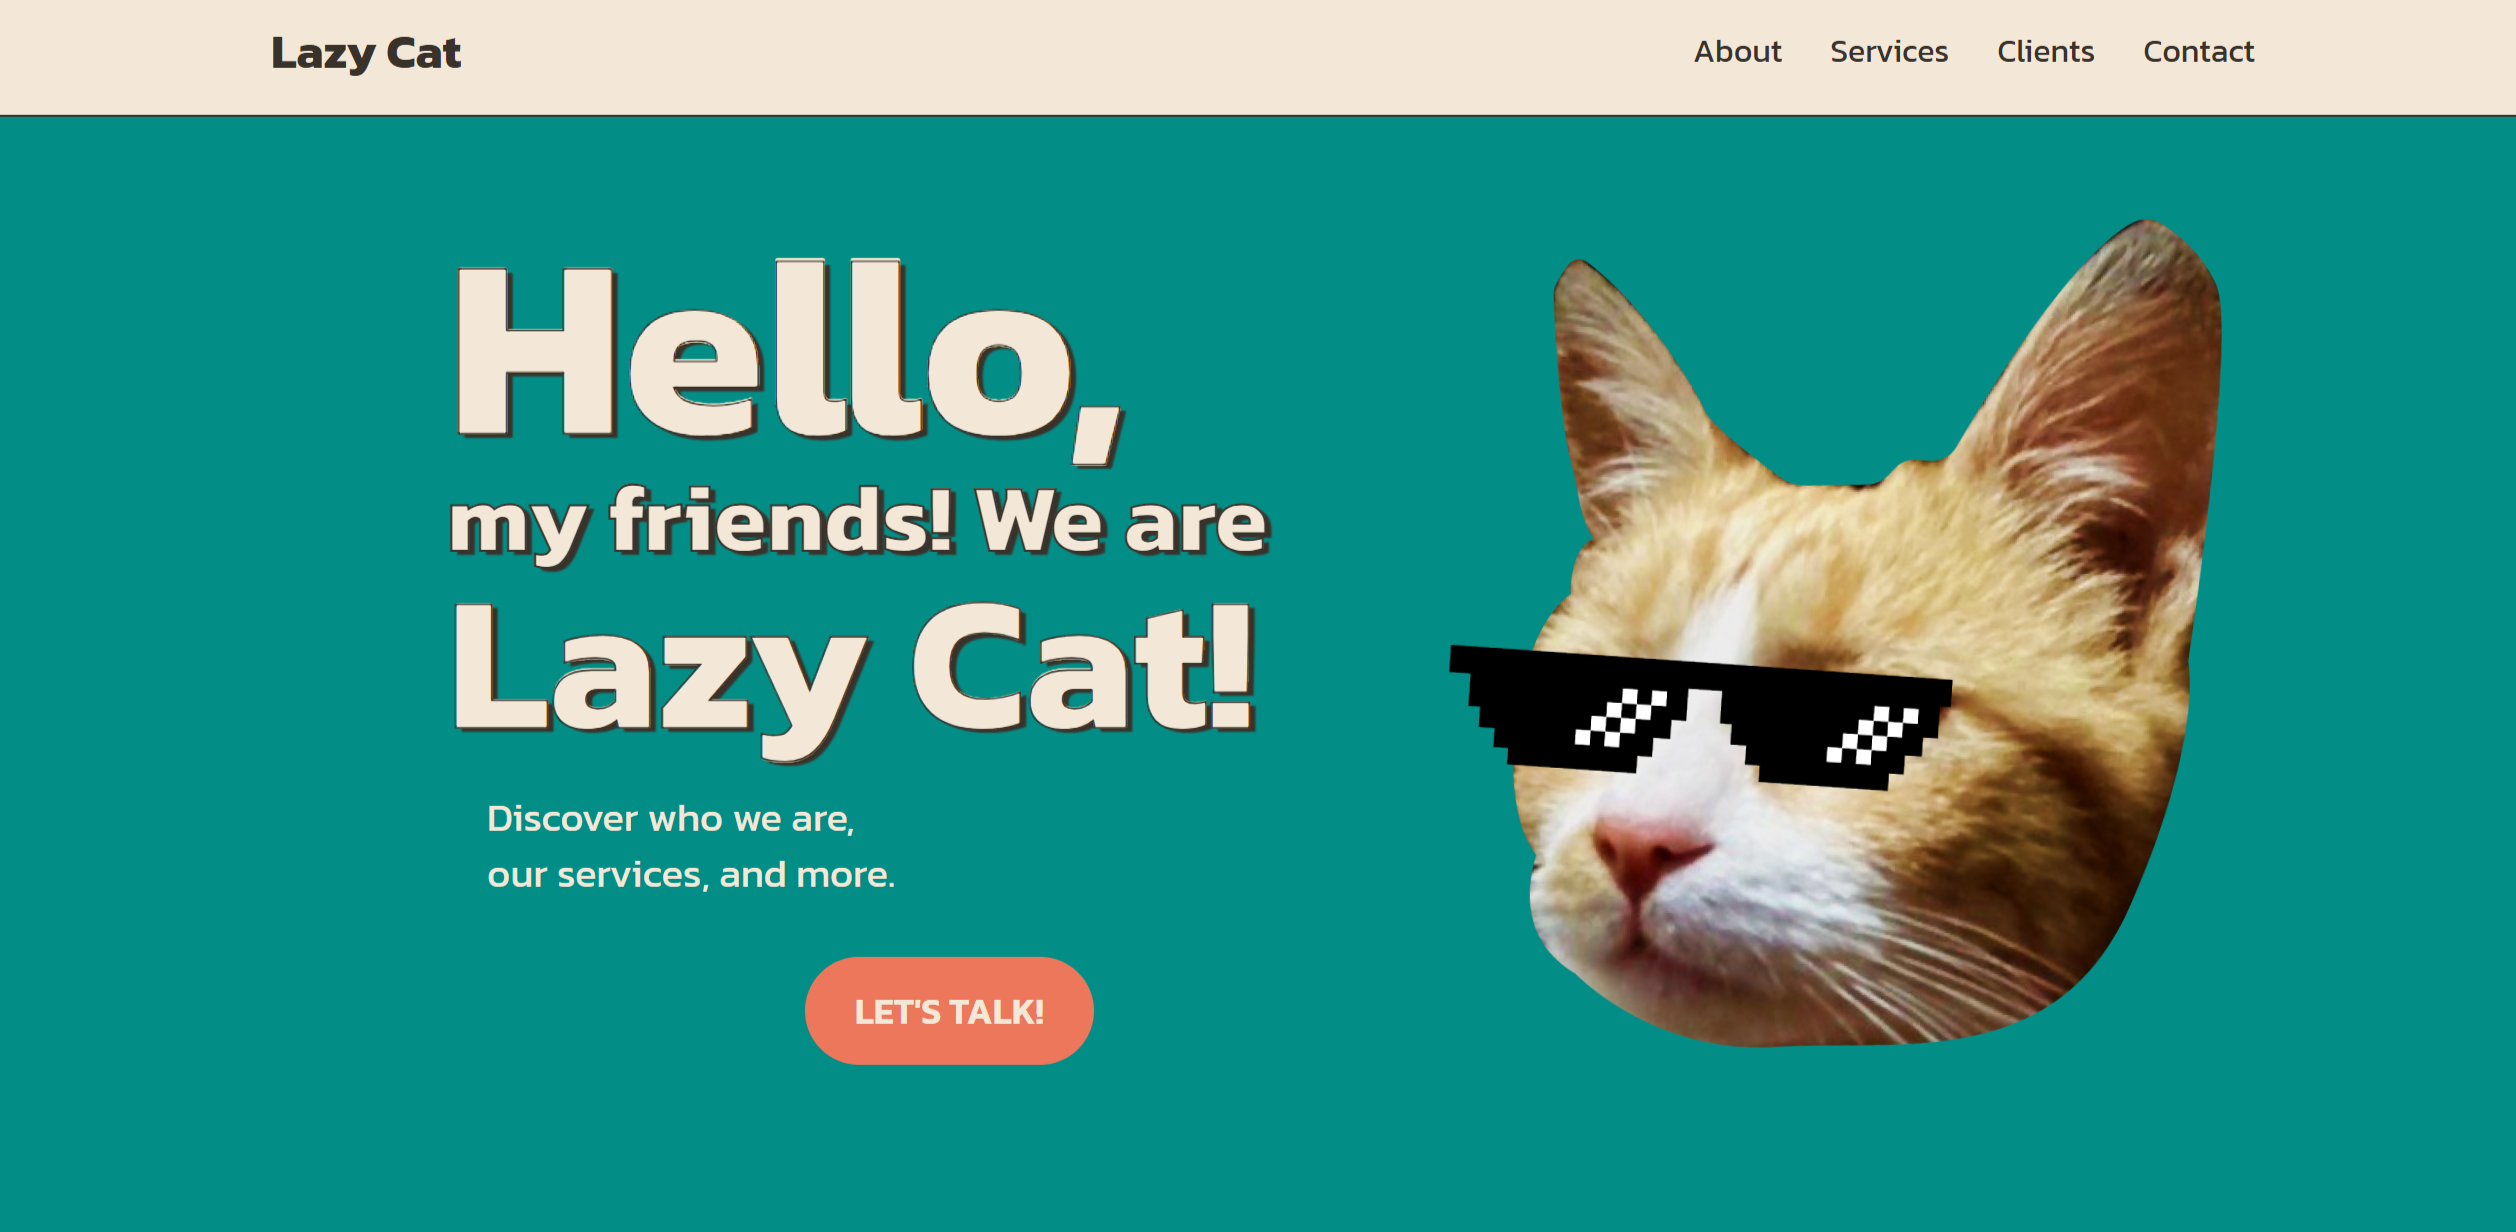 Lazy Cat
About Services Clients Contact
Hello,
my friends! We are
Lazy Cat!
Discover who we are,
our services, and more.
LET'S TALK!